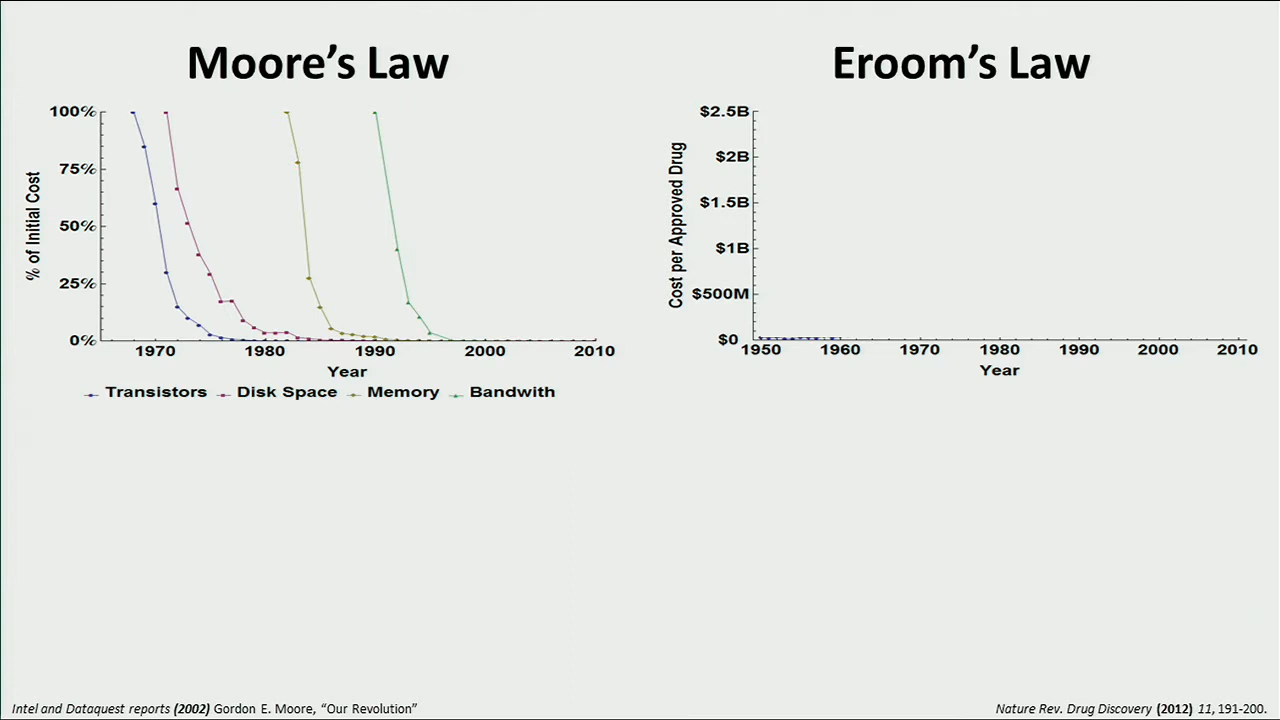 Moore's Law
Eroom's Law
% of Initial Cost
100%
75%
50%
25%
0%
1970 1980 1990 2000 2010
Year
Transistors Disk Space Memory Bandwith
Cost per Approved Drug
$2.5B
$2B
$1.5B
$1B
$500M
$0
1950 1960 1970 1980 1990 2000 2010
Year
Intel and Dataquest reports (2002) Gordon E. Moore, “Our Revolution”
Nature Rev. Drug Discovery (2012) 11, 191-200.